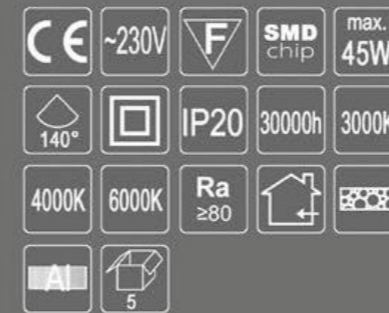 CE ~230V F SMD chip max. 45W
140° IP20 30000h 3000K
4000K 6000K Ra ≥80
Al 5